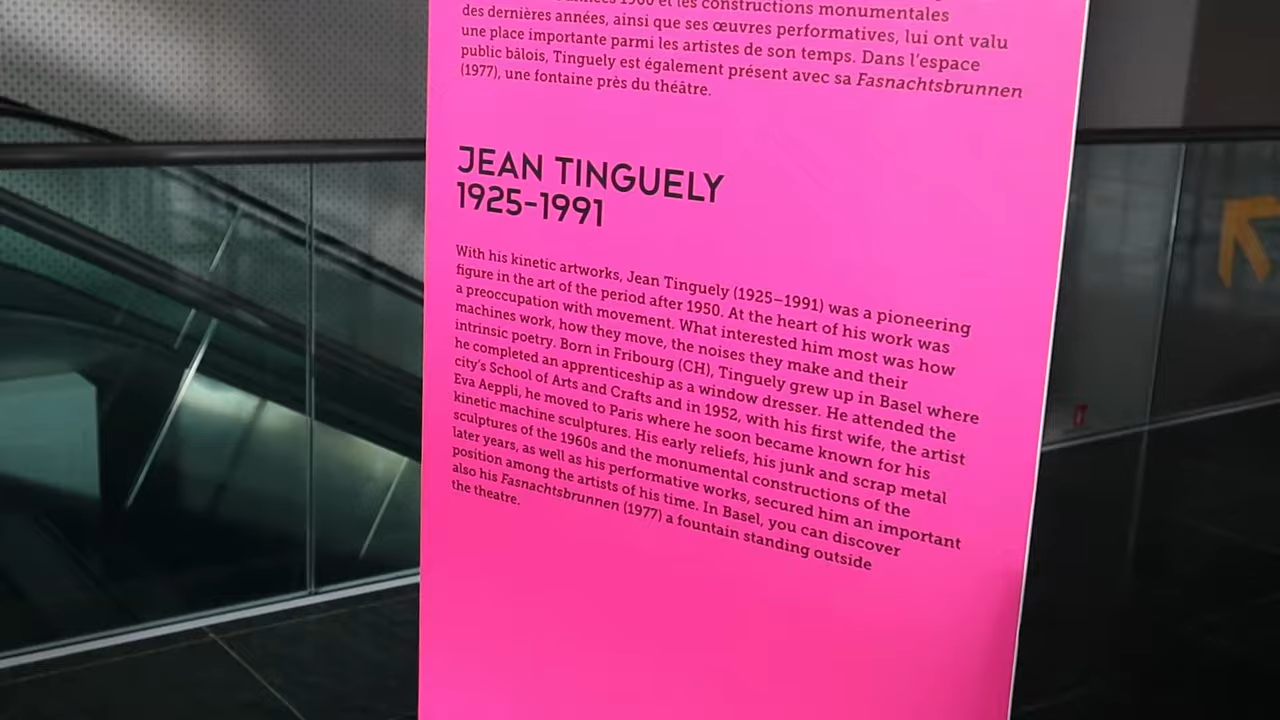 et les constructions monumentales
des dernières années, ainsi que ses œuvres performatives, lui ont valu
une place importante parmi les artistes de son temps. Dans l'espace
public bâlois, Tinguely est également présent avec sa Fasnachtsbrunnen
(1977), une fontaine près du théâtre.
JEAN TINGUELY
1925-1991
With his kinetic artworks, Jean Tinguely (1925–1991) was a pioneering
figure in the art of the period after 1950. At the heart of his work was
a preoccupation with movement. What interested him most was how
machines work, how they move, the noises they make and their
intrinsic poetry. Born in Fribourg (CH), Tinguely grew up in Basel where
he completed an apprenticeship as a window dresser. He attended the
city's School of Arts and Crafts and in 1952, with his first wife, the artist
Eva Aeppli, he moved to Paris where he soon became known for his
kinetic machine sculptures. His early reliefs, his junk and scrap metal
sculptures of the 1960s and the monumental constructions of the
later years, as well as his performative works, secured him an important
position among the artists of his time. In Basel, you can discover
also his Fasnachtsbrunnen (1977) a fountain standing outside
the theatre.